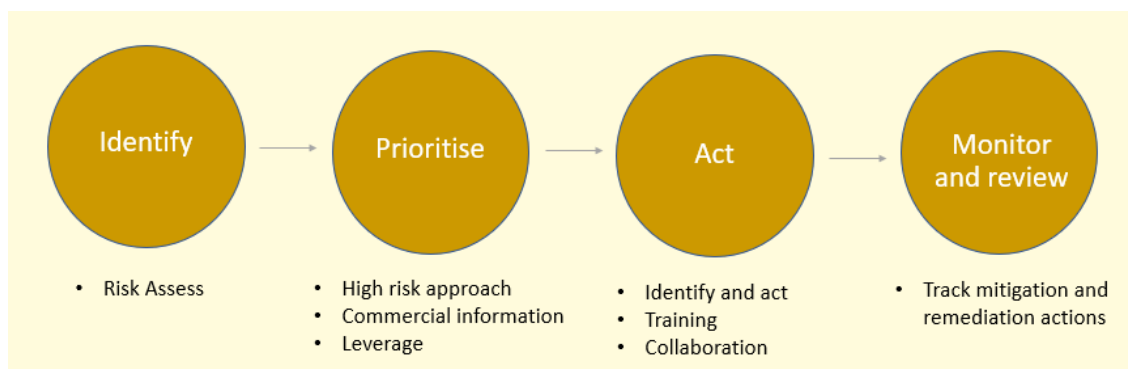 Identify
Prioritise
Act
Monitor
and review
• Risk Assess
• High risk approach
• Commercial information
• Leverage
• Identify and act
• Training
• Collaboration
• Track mitigation and
remediation actions